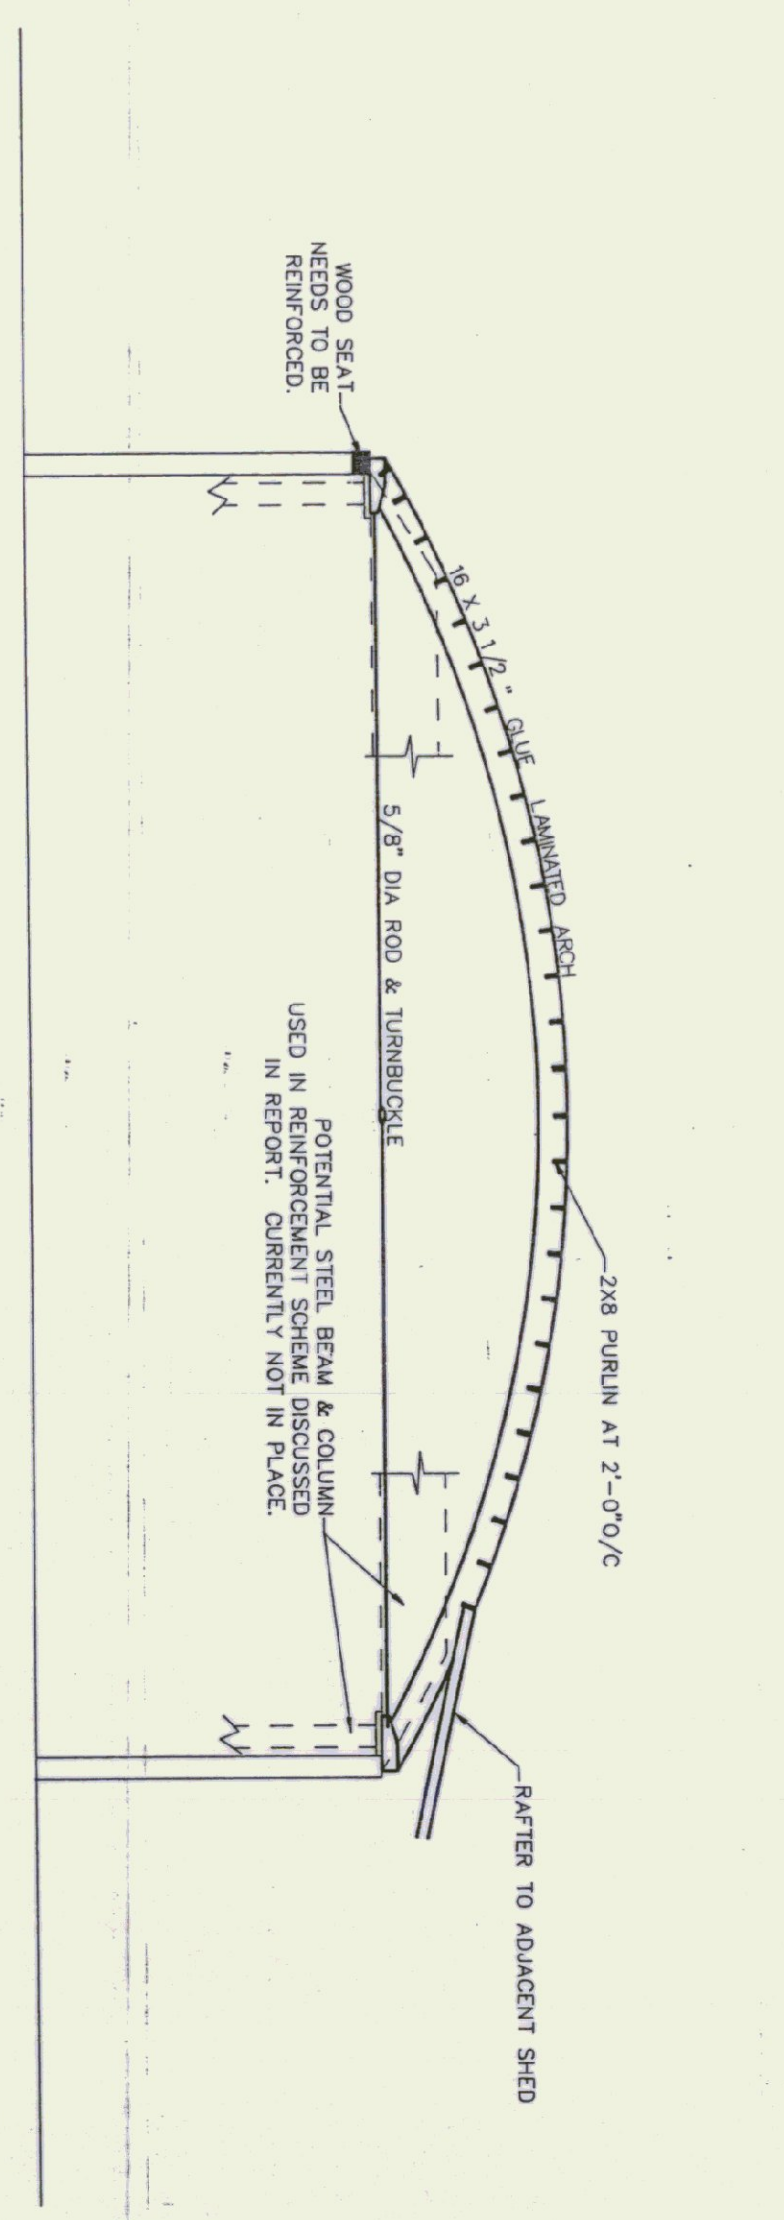 2X8 PURLIN AT 2'-0"O/C
16 X 3 1/2 " GLUE LAMINATED ARCH
RAFTER TO ADJACENT SHED
WOOD SEAT
NEEDS TO BE
REINFORCED.
5/8" DIA ROD & TURNBUCKLE
POTENTIAL STEEL BEAM & COLUMN
USED IN REINFORCEMENT SCHEME DISCUSSED
IN REPORT. CURRENTLY NOT IN PLACE.